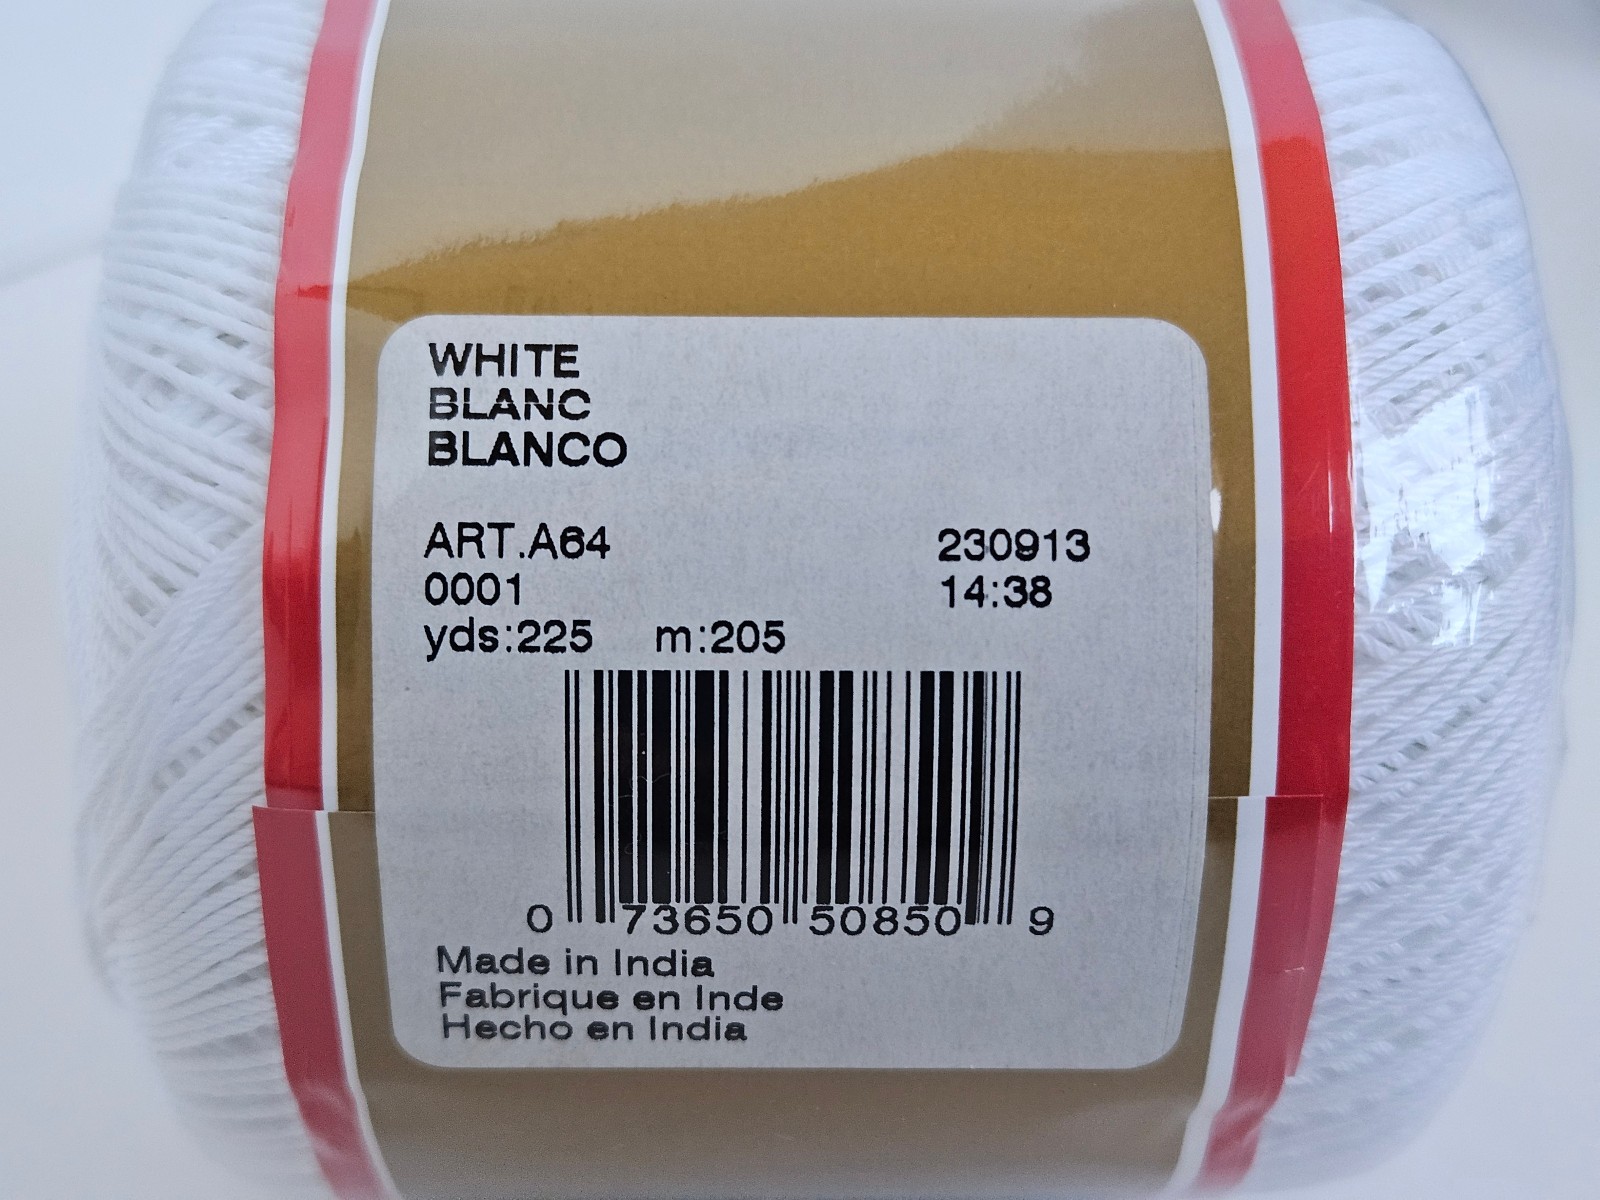 WHITE
BLANC
BLANCO
ART.A64 230913
0001 14:38
yds:225 m:205
0 73650 50850 9
Made in India
Fabrique en Inde
Hecho en India